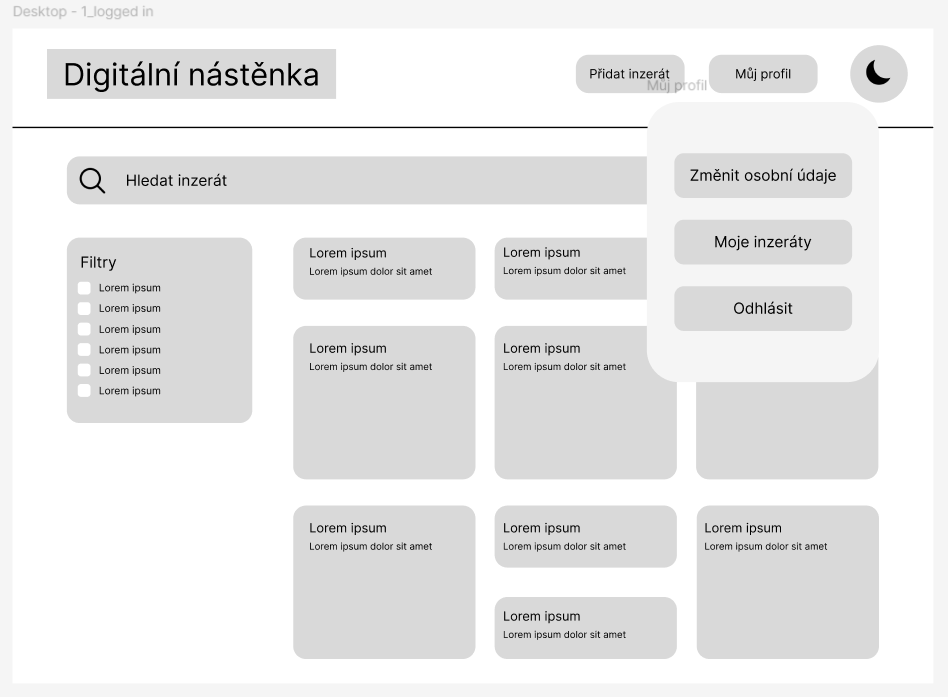 Desktop - 1_logged in
Digitální nástěnka
Přidat inzerát
Můj profil
Můj profil
Hledat inzerát
Změnit osobní údaje
Moje inzeráty
Odhlásit
Filtry
Lorem ipsum
Lorem ipsum
Lorem ipsum
Lorem ipsum
Lorem ipsum
Lorem ipsum
Lorem ipsum
Lorem ipsum dolor sit amet
Lorem ipsum
Lorem ipsum dolor sit amet
Lorem ipsum
Lorem ipsum dolor sit amet
Lorem ipsum
Lorem ipsum dolor sit amet
Lorem ipsum
Lorem ipsum dolor sit amet
Lorem ipsum
Lorem ipsum dolor sit amet
Lorem ipsum
Lorem ipsum dolor sit amet
Lorem ipsum
Lorem ipsum dolor sit amet